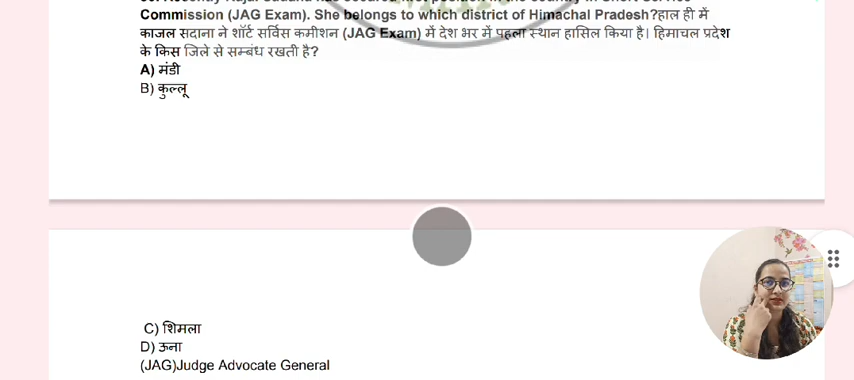 Commission (JAG Exam). She belongs to which district of Himachal Pradesh?हाल ही में
काजल सदाना ने शॉर्ट सर्विस कमीशन (JAG Exam) में देश भर में पहला स्थान हासिल किया है। हिमाचल प्रदेश
के किस जिले से सम्बंध रखती है?
A) मंडी
B) कुल्लू
C) शिमला
D) ऊना
(JAG)Judge Advocate General